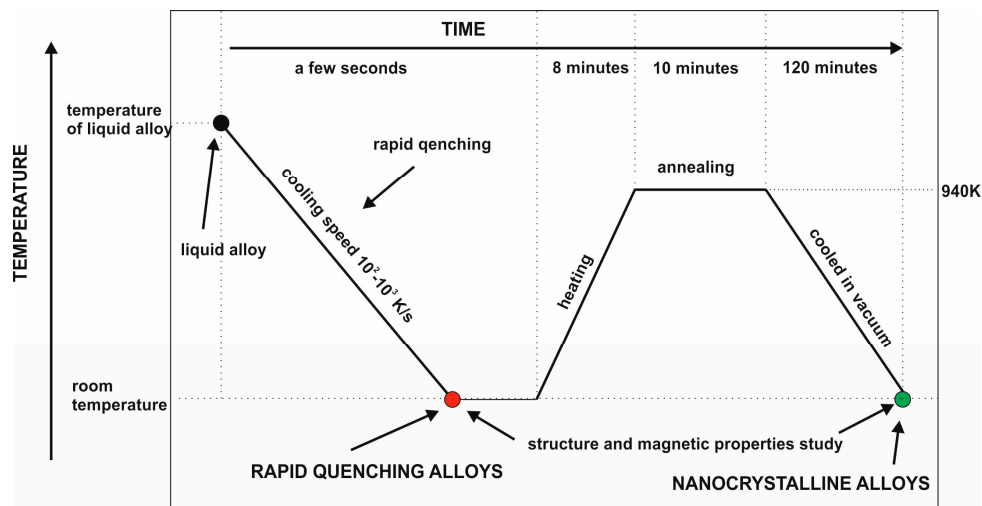 TIME
a few seconds
8 minutes
10 minutes
120 minutes
TEMPERATURE
temperature
of liquid alloy
rapid qenching
annealing
940K
cooling speed 10²-10³ K/s
liquid alloy
heating
cooled in vacuum
room
temperature
structure and magnetic properties study
RAPID QUENCHING ALLOYS
NANOCRYSTALLINE ALLOYS